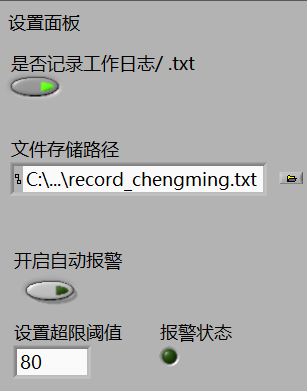 设置面板
是否记录工作日志/ .txt
文件存储路径
C:\...\record_chengming.txt
开启自动报警
设置超限阈值 报警状态
80